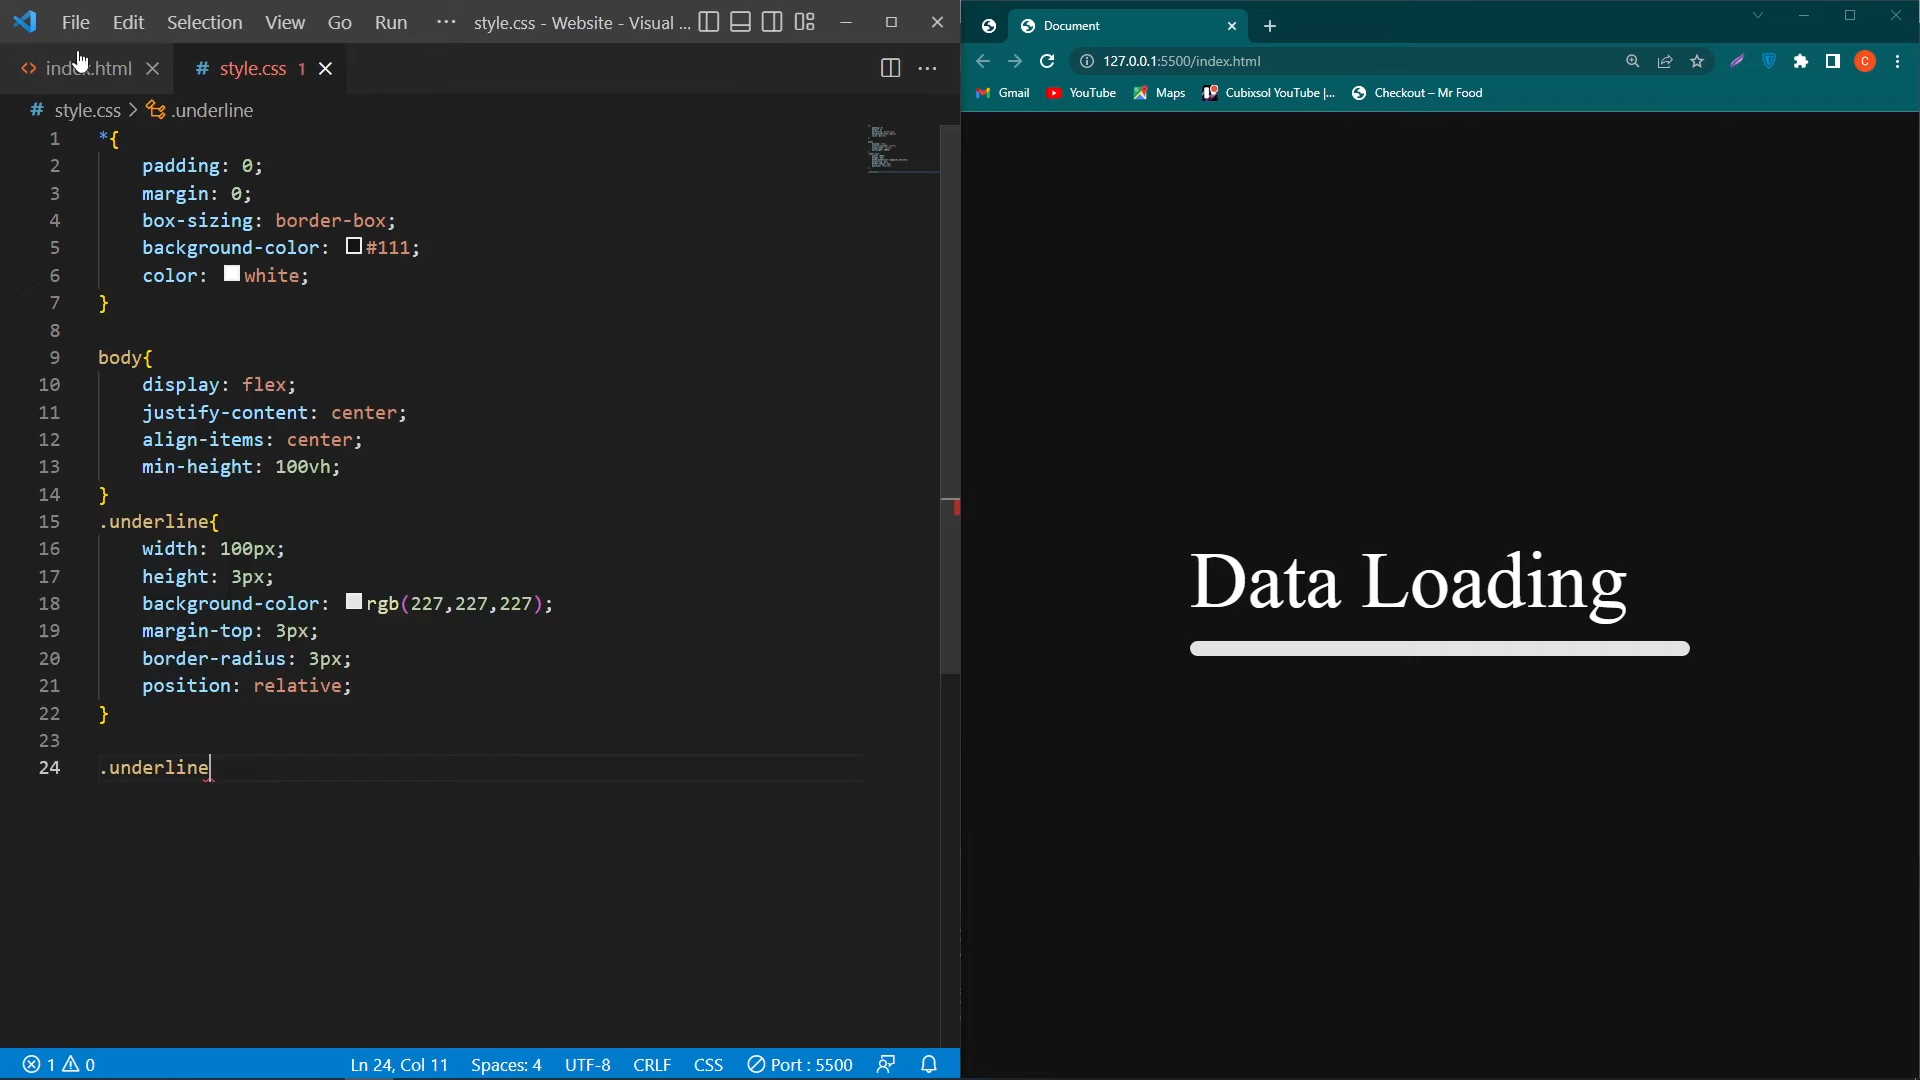 File Edit Selection View Go Run ··· style.css - Website - Visual ...
index.html style.css 1
# style.css > .underline
1 *{
2 padding: 0;
3 margin: 0;
4 box-sizing: border-box;
5 background-color: #111;
6 color: white;
7 }
8
9 body{
10 display: flex;
11 justify-content: center;
12 align-items: center;
13 min-height: 100vh;
14 }
15 .underline{
16 width: 100px;
17 height: 3px;
18 background-color: rgb(227,227,227);
19 margin-top: 3px;
20 border-radius: 3px;
21 position: relative;
22 }
23
24 .underline
1 0 Ln 24, Col 11 Spaces: 4 UTF-8 CRLF CSS Port : 5500
Document
127.0.0.1:5500/index.html C
Gmail YouTube Maps Cubixsol YouTube |... Checkout – Mr Food
Data Loading